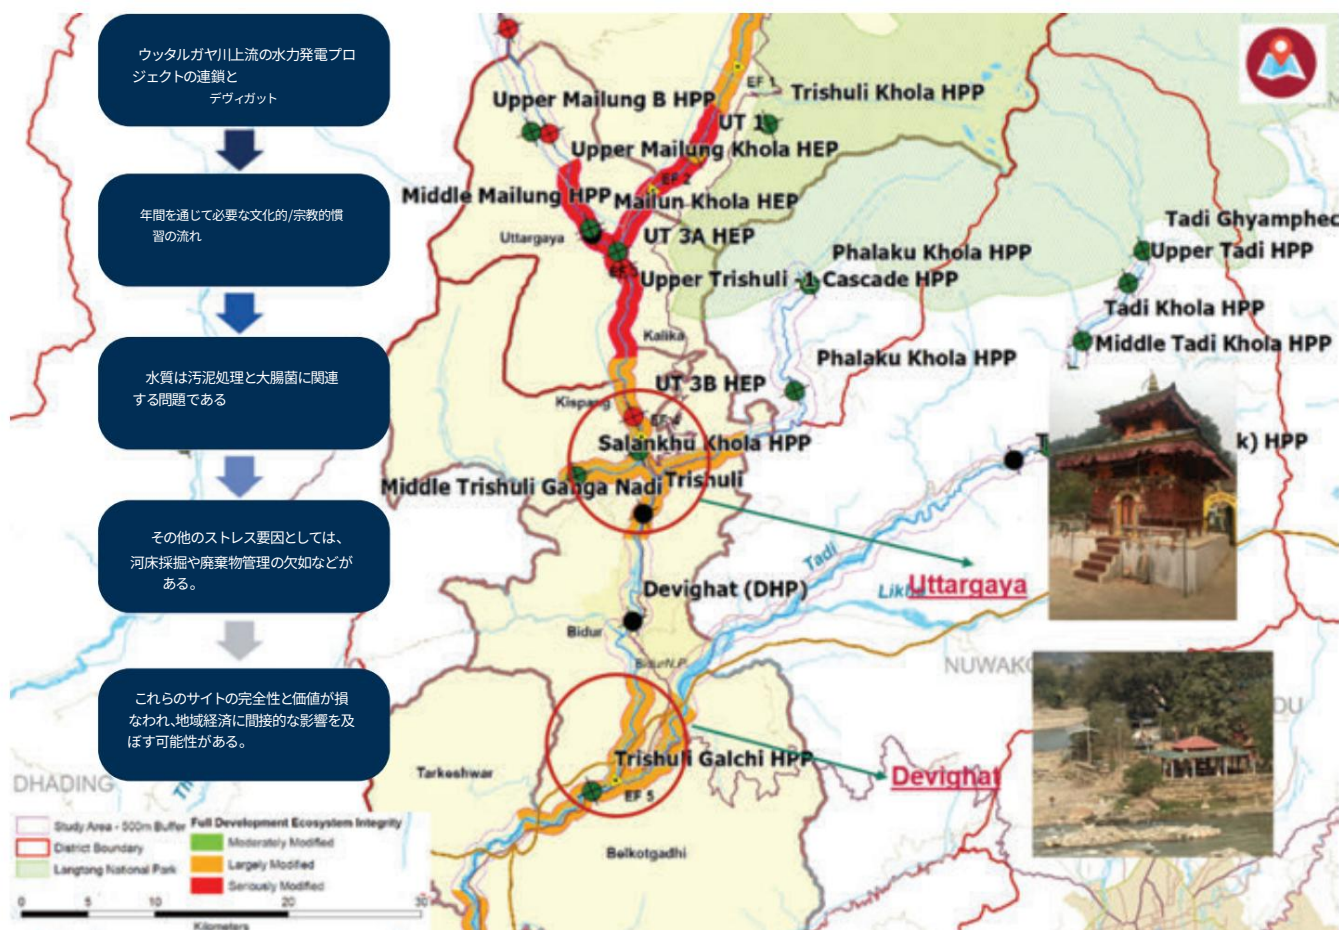 ウッタルガヤ川上流の水力発電プロ
ジェクトの連鎖と
デヴィガット
年間を通じて必要な文化的/宗教的慣
習の流れ
水質は汚泥処理と大腸菌に関連
する問題である
その他のストレス要因としては、
河床採掘や廃棄物管理の欠如などが
ある。
これらのサイトの完全性と価値が損
なわれ、地域経済に間接的な影響を及
ぼす可能性がある。
EF 1
Upper Mailung B HPP
Trishuli Khola HPP
UT 1
Upper Mailung Khola HEP
EF 2
Middle Mailung HPP
Mailun Khola HEP
Uttargaya
UT 3A HEP
Tadi Ghyamphec
Phalaku Khola HPP
Upper Tadi HPP
Upper Trishuli -1 Cascade HPP
Tadi Khola HPP
Kalika
Middle Tadi Khola HPP
Phalaku Khola HPP
UT 3B HEP
Kispang
Salankhu Khola HPP
k) HPP
Middle Trishuli Ganga Nadi
Trishuli
Tadi
Devighat (DHP)
Uttargaya
Bidur
Bidur N.P.
NUWAKO
DU
Trishuli Galchi HPP
Devighat
Tarkeshwar
EF 5
DHADING
Belkotgadhi
Study Area - 500m Buffer
District Boundary
Langtang National Park
Full Development Ecosystem Integrity
Moderately Modified
Largely Modified
Seriously Modified
0 5 10 20 30
Kilometers